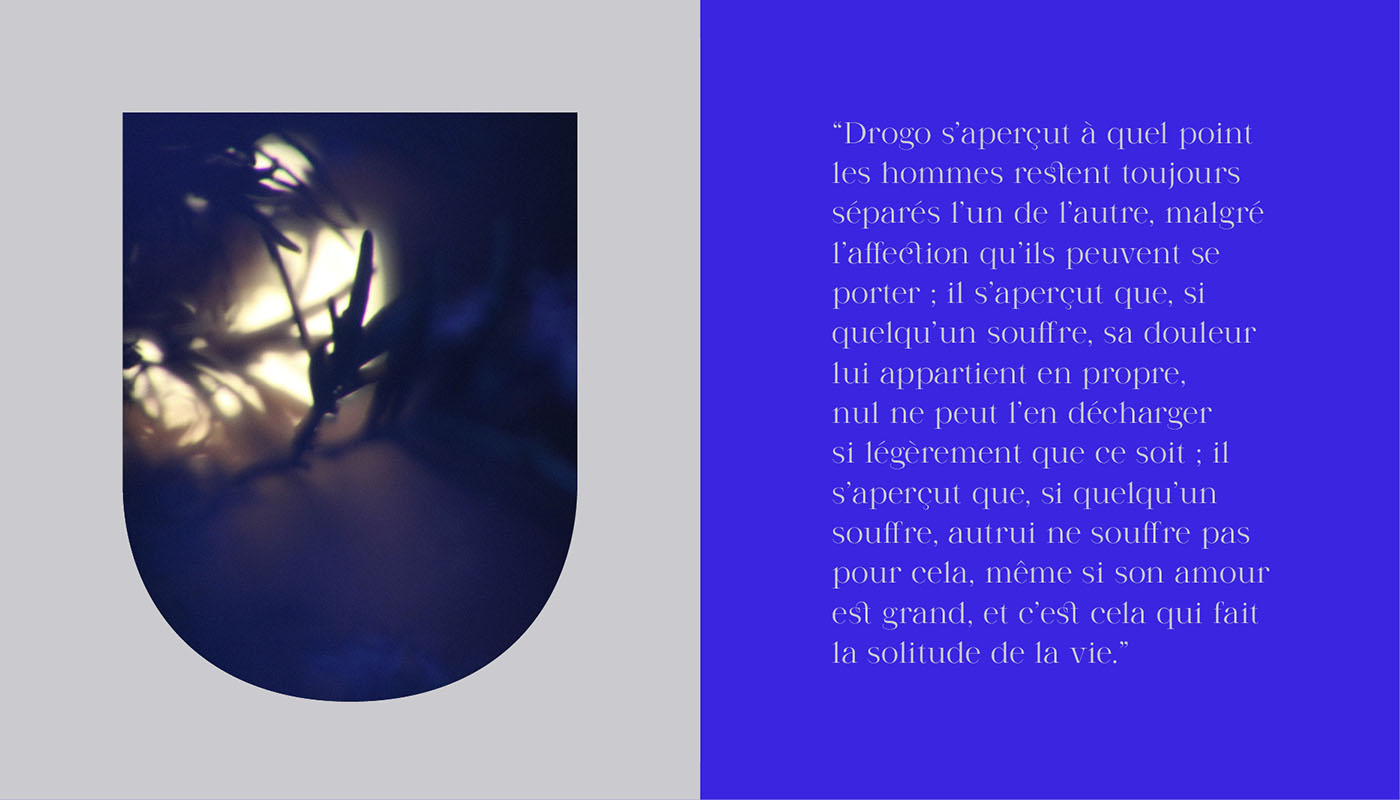 “Drogo s’aperçut à quel point
les hommes restent toujours
séparés l’un de l’autre, malgré
l’affection qu’ils peuvent se
porter ; il s’aperçut que, si
quelqu’un souffre, sa douleur
lui appartient en propre,
nul ne peut l’en décharger
si légèrement que ce soit ; il
s’aperçut que, si quelqu’un
souffre, autrui ne souffre pas
pour cela, même si son amour
est grand, et c’est cela qui fait
la solitude de la vie.”